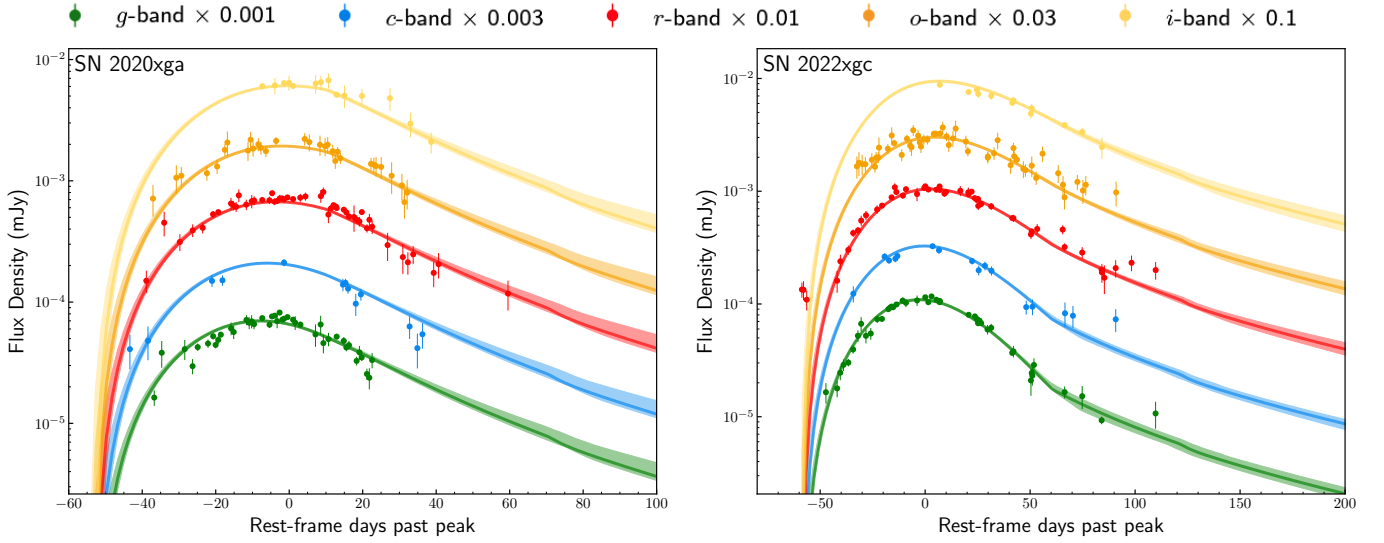 g-band × 0.001 c-band × 0.003 r-band × 0.01 o-band × 0.03 i-band × 0.1
SN 2020xga
Flux Density (mJy)
10⁻²
10⁻³
10⁻⁴
10⁻⁵
−60 −40 −20 0 20 40 60 80 100
Rest-frame days past peak
SN 2022xgc
Flux Density (mJy)
10⁻²
10⁻³
10⁻⁴
10⁻⁵
−50 0 50 100 150 200
Rest-frame days past peak